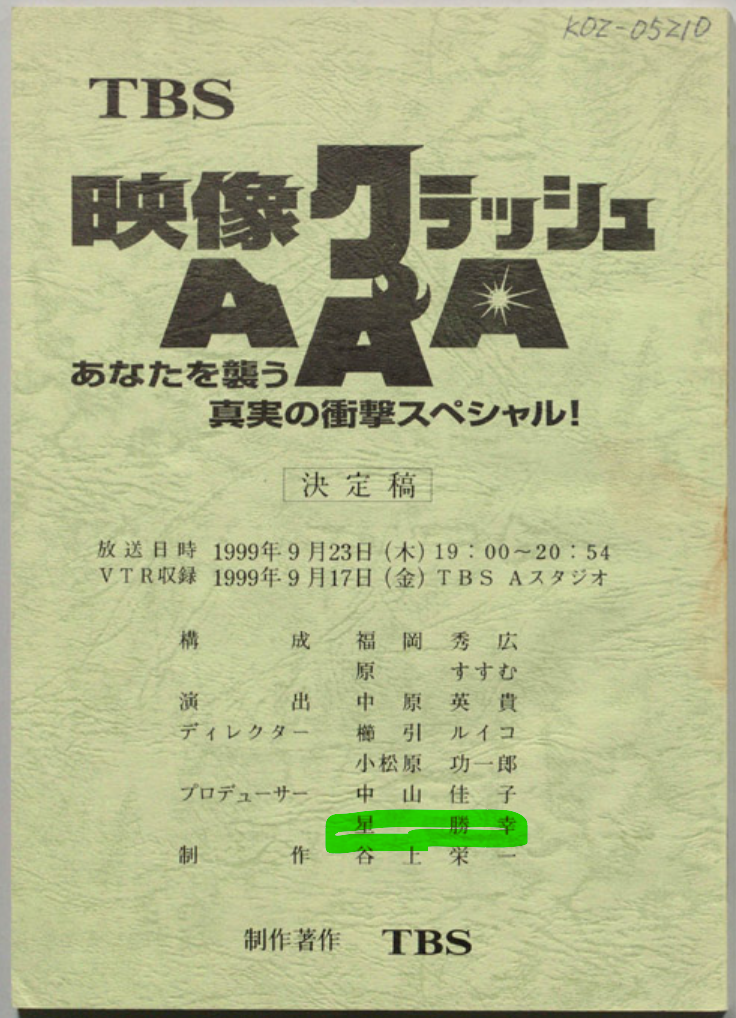 K02-05210
TBS
映像クラッシュ
AAA
あなたを襲う
真実の衝撃スペシャル!
決定稿
放送日時 1999年9月23日(木)19:00～20:54
VTR収録 1999年9月17日(金)TBS Aスタジオ
構成 福岡秀広
原 すすむ
演出 中原英貴
ディレクター 櫛引ルイコ
小松原 功一郎
プロデューサー 中山佳子
星 勝幸
制作 谷上栄一
制作著作 TBS